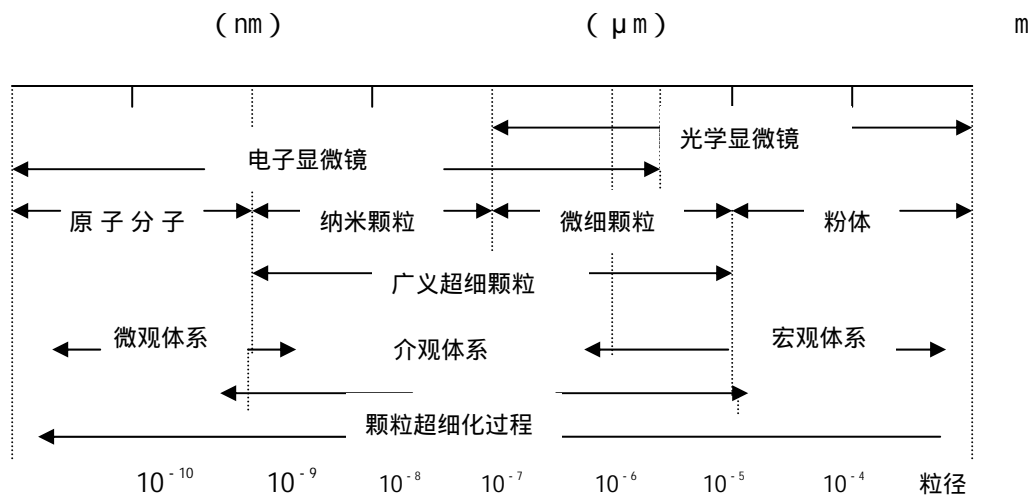 (nm) (μm) m
光学显微镜
电子显微镜
原子分子 纳米颗粒 微细颗粒 粉体
广义超细颗粒
微观体系 介观体系 宏观体系
颗粒超细化过程
10⁻¹⁰ 10⁻⁹ 10⁻⁸ 10⁻⁷ 10⁻⁶ 10⁻⁵ 10⁻⁴ 粒径